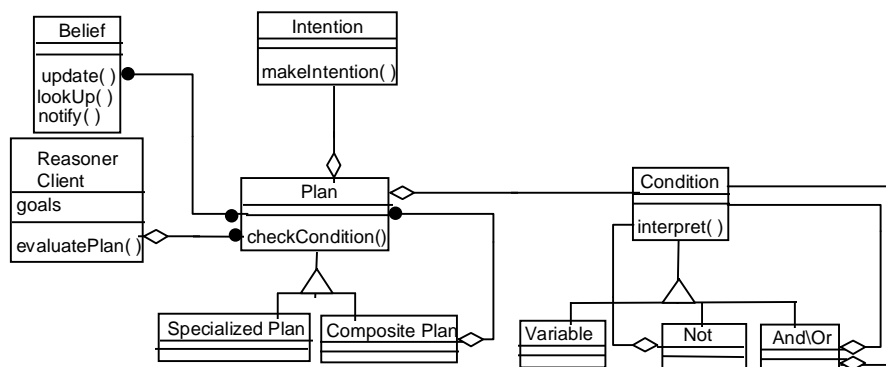 Belief
update( )
lookUp( )
notify( )
Intention
makeIntention( )
Reasoner
Client
goals
evaluatePlan( )
Plan
checkCondition()
Condition
interpret( )
Specialized Plan
Composite Plan
Variable
Not
And\Or